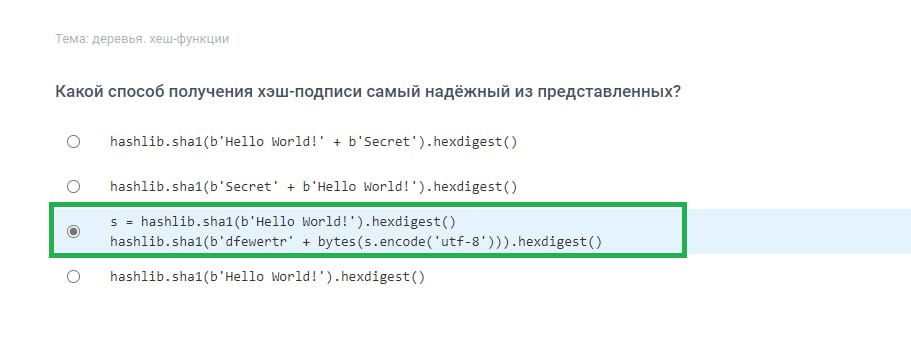 Тема: деревья. хеш-функции
Какой способ получения хэш-подписи самый надёжный из представленных?
hashlib.sha1(b'Hello World!' + b'Secret').hexdigest()
hashlib.sha1(b'Secret' + b'Hello World!').hexdigest()
s = hashlib.sha1(b'Hello World!').hexdigest()
hashlib.sha1(b'dfewertr' + bytes(s.encode('utf-8'))).hexdigest()
hashlib.sha1(b'Hello World!').hexdigest()